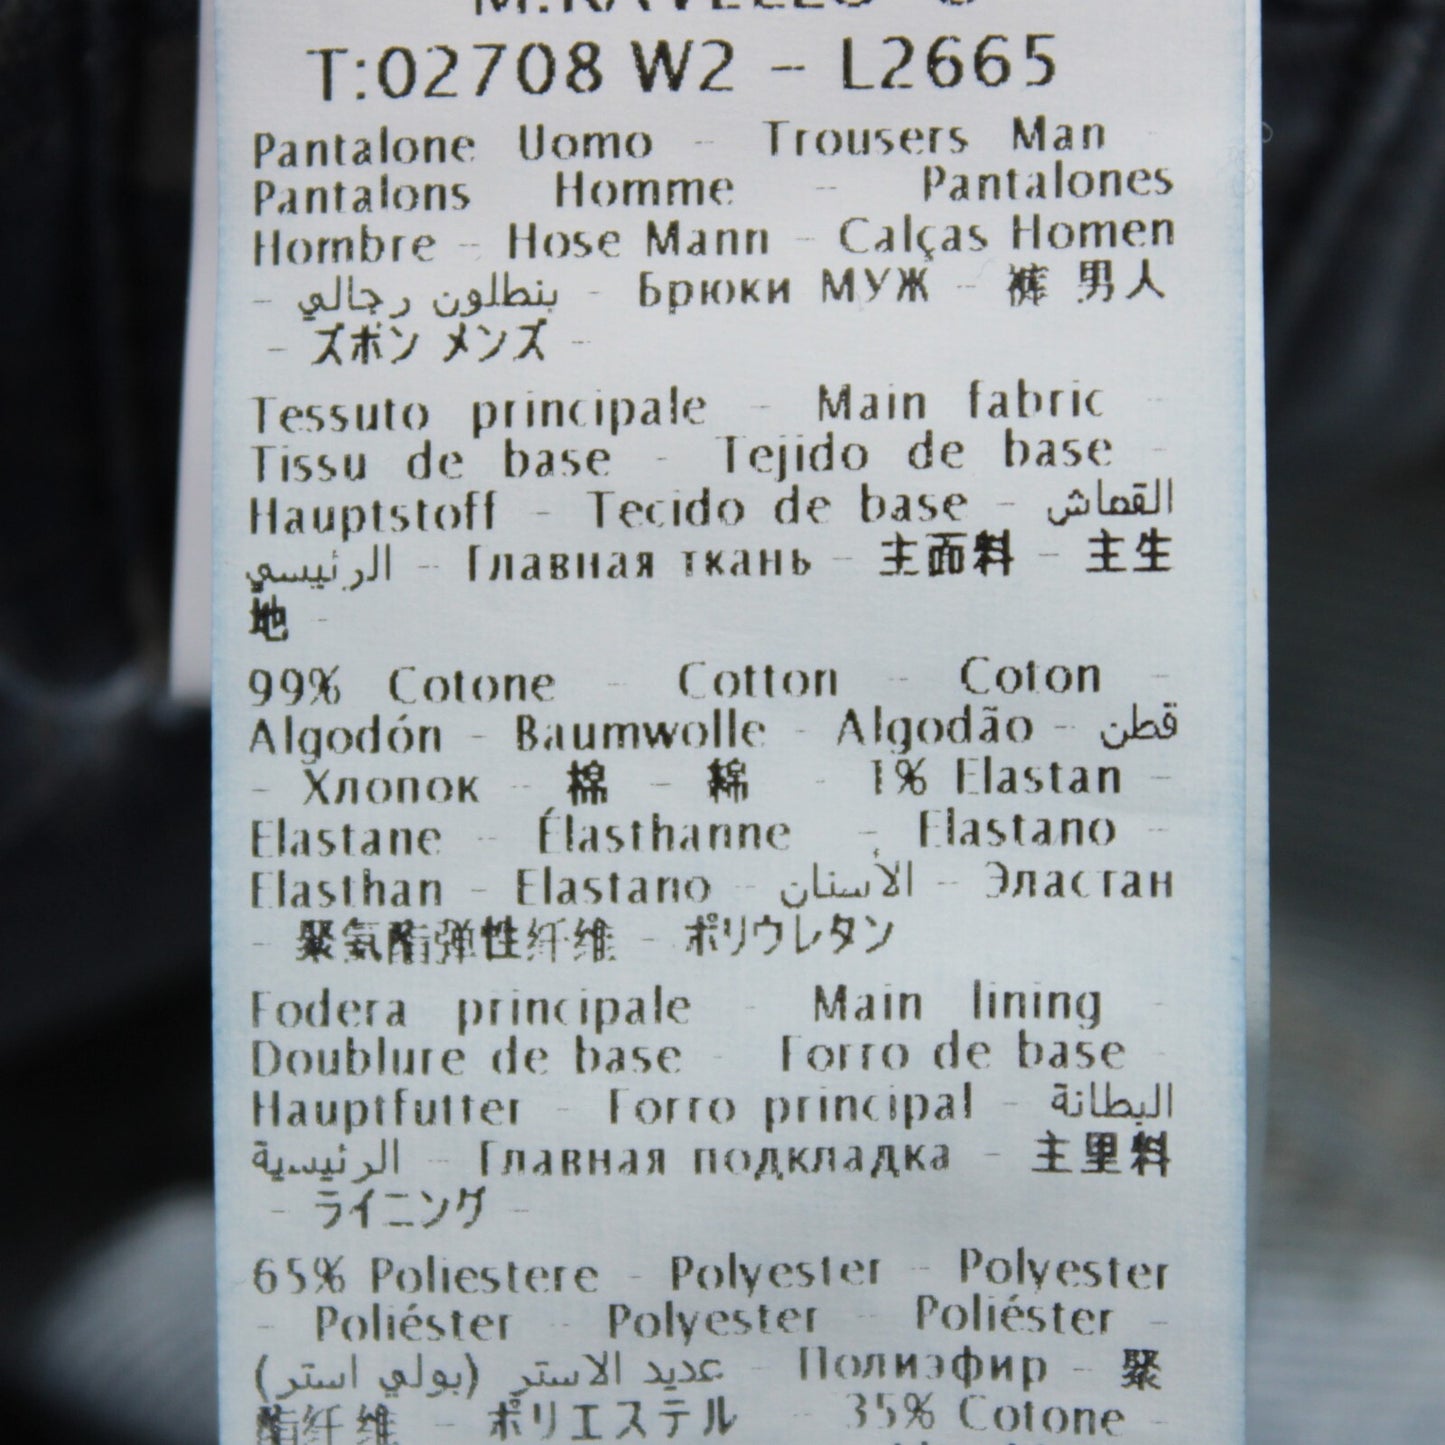 T:02708 W2 - L2665
Pantalone Uomo - Trousers Man
Pantalons Homme - Pantalones
Hombre - Hose Mann - Calças Homen
- بنطلون رجالي - Брюки МУЖ - 裤 男人
- ズボン メンズ -
Tessuto principale - Main fabric -
Tissu de base - Tejido de base -
Hauptstoff - Tecido de base - القماش
الرئيسي - Главная ткань - 主面料 - 主生
地 -
99% Cotone - Cotton - Coton -
Algodón - Baumwolle - Algodão - قطن
- Хлопок - 棉 - 綿 - 1% Elastan -
Elastane - Élasthanne - Elastano -
Elasthan - Elastano - الأستان - Эластан
- 聚氨酯弹性纤维 - ポリウレタン
Fodera principale - Main lining -
Doublure de base - Forro de base -
Hauptfutter - Forro principal - البطانة
الرئيسية - Главная подкладка - 主里料
- ライニング -
65% Poliestere - Polyester - Polyester
- Poliéster - Polyester - Poliéster -
عديد الاستر (بولي استر) - Полиэфир - 聚
酯纤维 - ポリエステル - 35% Cotone -